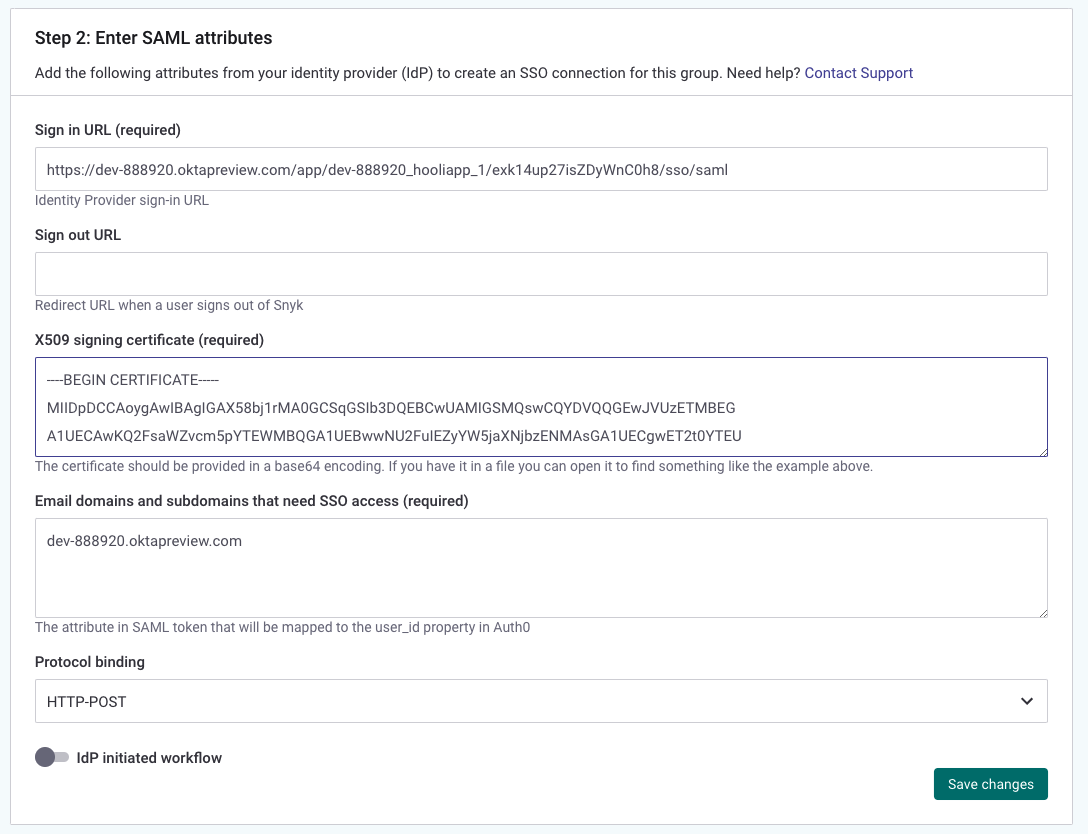 Step 2: Enter SAML attributes
Add the following attributes from your identity provider (IdP) to create an SSO connection for this group. Need help? Contact Support
Sign in URL (required)
https://dev-888920.oktapreview.com/app/dev-888920_hooliapp_1/exk14up27isZDyWnC0h8/sso/saml
Identity Provider sign-in URL
Sign out URL
Redirect URL when a user signs out of Snyk
X509 signing certificate (required)
----BEGIN CERTIFICATE-----
MIIDpDCCAoygAwIBAgIGAX58bj1rMA0GCSqGSIb3DQEBCwUAMIGSMQswCQYDVQQGEwJVUzETMBEG
A1UECAwKQ2FsaWZvcm5pYTEWMBQGA1UEBwwNU2FuIEZyYW5jaXNjbzENMAsGA1UECgwET2t0YTEU
The certificate should be provided in a base64 encoding. If you have it in a file you can open it to find something like the example above.
Email domains and subdomains that need SSO access (required)
dev-888920.oktapreview.com
The attribute in SAML token that will be mapped to the user_id property in Auth0
Protocol binding
HTTP-POST
IdP initiated workflow
Save changes